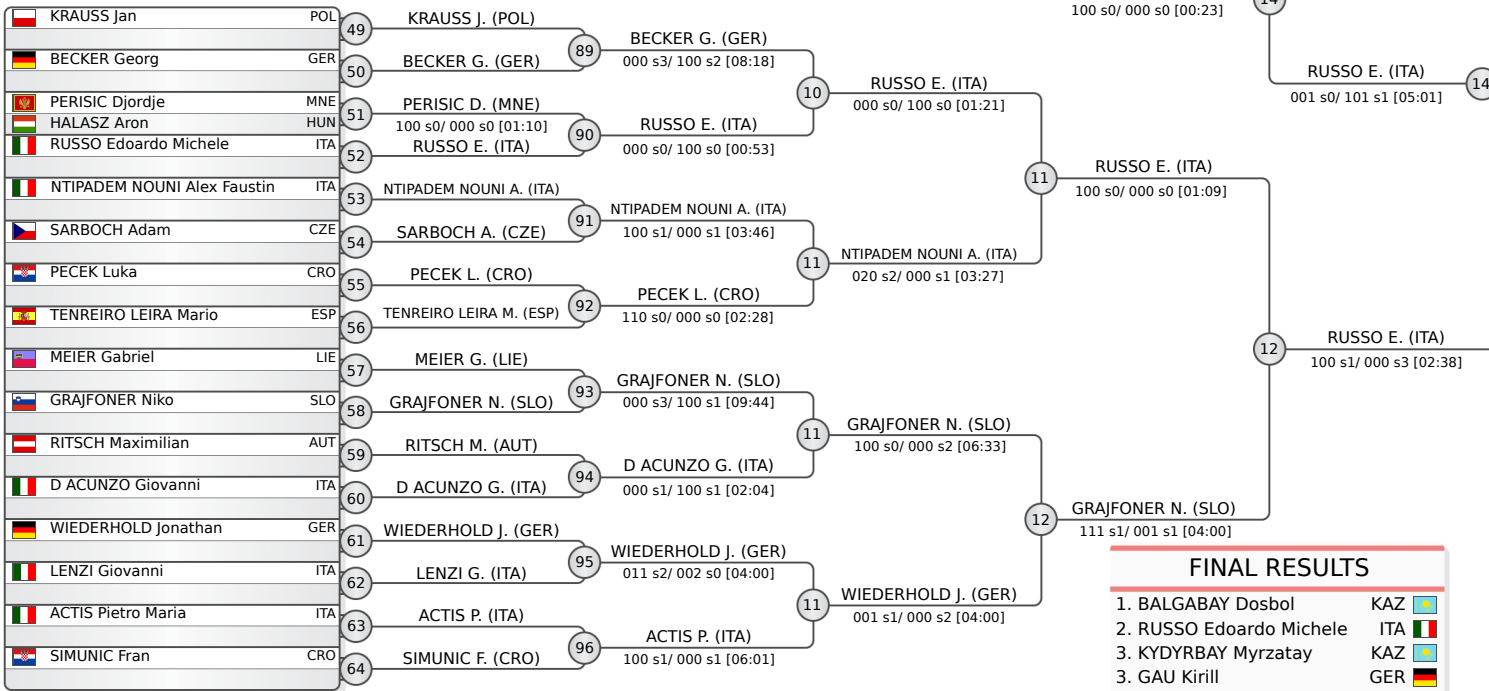 KRAUSS Jan POL
BECKER Georg GER
PERISIC Djordje MNE
HALASZ Aron HUN
RUSSO Edoardo Michele ITA
NTIPADEM NOUNI Alex Faustin ITA
SARBOCH Adam CZE
PECEK Luka CRO
TENREIRO LEIRA Mario ESP
MEIER Gabriel LIE
GRAJFONER Niko SLO
RITSCH Maximilian AUT
D ACUNZO Giovanni ITA
WIEDERHOLD Jonathan GER
LENZI Giovanni ITA
ACTIS Pietro Maria ITA
SIMUNIC Fran CRO
49
50
51
52
53
54
55
56
57
58
59
60
61
62
63
64
KRAUSS J. (POL)
BECKER G. (GER)
PERISIC D. (MNE)
100 s0/ 000 s0 [01:10]
RUSSO E. (ITA)
NTIPADEM NOUNI A. (ITA)
SARBOCH A. (CZE)
PECEK L. (CRO)
TENREIRO LEIRA M. (ESP)
MEIER G. (LIE)
GRAJFONER N. (SLO)
RITSCH M. (AUT)
D ACUNZO G. (ITA)
WIEDERHOLD J. (GER)
LENZI G. (ITA)
ACTIS P. (ITA)
SIMUNIC F. (CRO)
89
90
91
92
93
94
95
96
BECKER G. (GER)
000 s3/ 100 s2 [08:18]
RUSSO E. (ITA)
000 s0/ 100 s0 [00:53]
NTIPADEM NOUNI A. (ITA)
100 s1/ 000 s1 [03:46]
PECEK L. (CRO)
110 s0/ 000 s0 [02:28]
GRAJFONER N. (SLO)
000 s3/ 100 s1 [09:44]
D ACUNZO G. (ITA)
000 s1/ 100 s1 [02:04]
WIEDERHOLD J. (GER)
011 s2/ 002 s0 [04:00]
ACTIS P. (ITA)
100 s1/ 000 s1 [06:01]
10
11
11
11
RUSSO E. (ITA)
000 s0/ 100 s0 [01:21]
NTIPADEM NOUNI A. (ITA)
020 s2/ 000 s1 [03:27]
GRAJFONER N. (SLO)
100 s0/ 000 s2 [06:33]
WIEDERHOLD J. (GER)
001 s1/ 000 s2 [04:00]
11
12
100 s0/ 000 s0 [00:23]
RUSSO E. (ITA)
100 s0/ 000 s0 [01:09]
GRAJFONER N. (SLO)
111 s1/ 001 s1 [04:00]
14
12
RUSSO E. (ITA)
001 s0/ 101 s1 [05:01]
14
RUSSO E. (ITA)
100 s1/ 000 s3 [02:38]
FINAL RESULTS
1. BALGABAY Dosbol KAZ
2. RUSSO Edoardo Michele ITA
3. KYDYRBAY Myrzatay KAZ
3. GAU Kirill GER